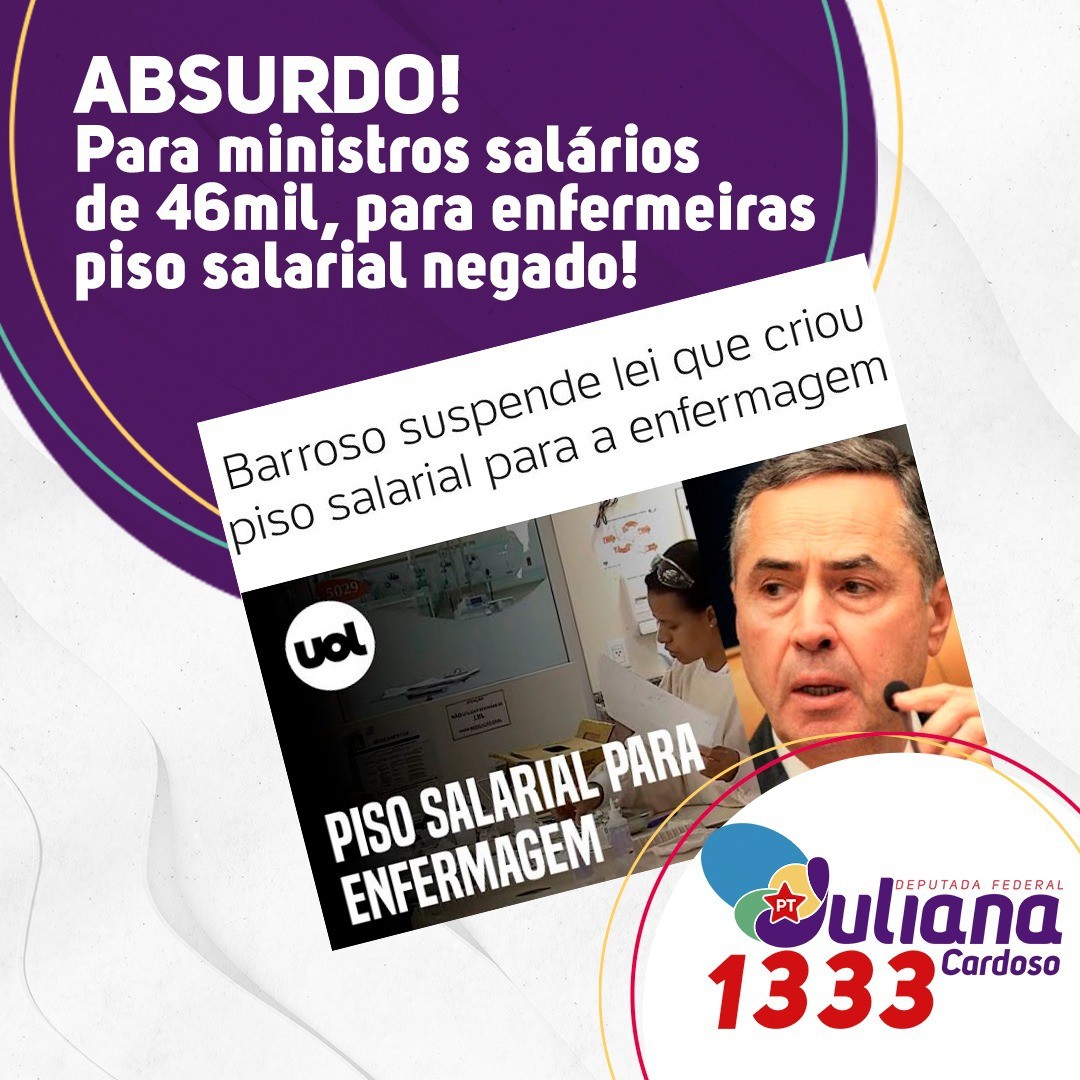 ABSURDO!
Para ministros salários
de 46mil, para enfermeiras
piso salarial negado!
Barroso suspende lei que criou
piso salarial para a enfermagem
5029
uol
PISO SALARIAL PARA
ENFERMAGEM
DEPUTADA FEDERAL
PT
Juliana
Cardoso
1333